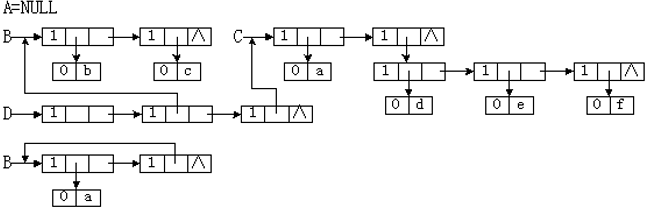 A=NULL
B 1 1 ∧ C 1 1 ∧
0 b 0 c 0 a 1 1 1 ∧
D 1 1 1 ∧ 0 d 0 e 0 f
B 1 1 ∧
0 a